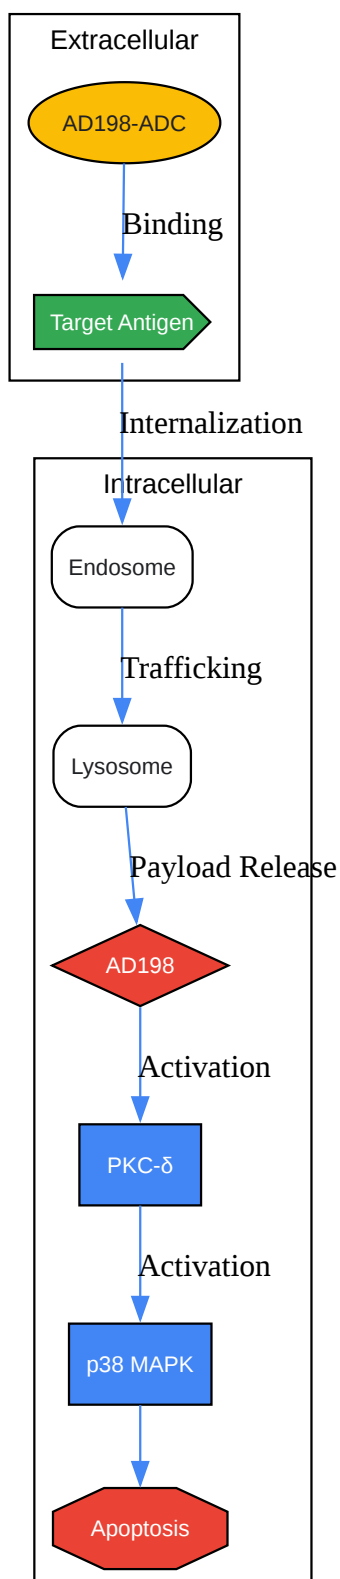 Extracellular
AD198-ADC
Binding
Target Antigen
Internalization
Intracellular
Endosome
Trafficking
Lysosome
Payload Release
AD198
Activation
PKC-δ
Activation
p38 MAPK
Apoptosis